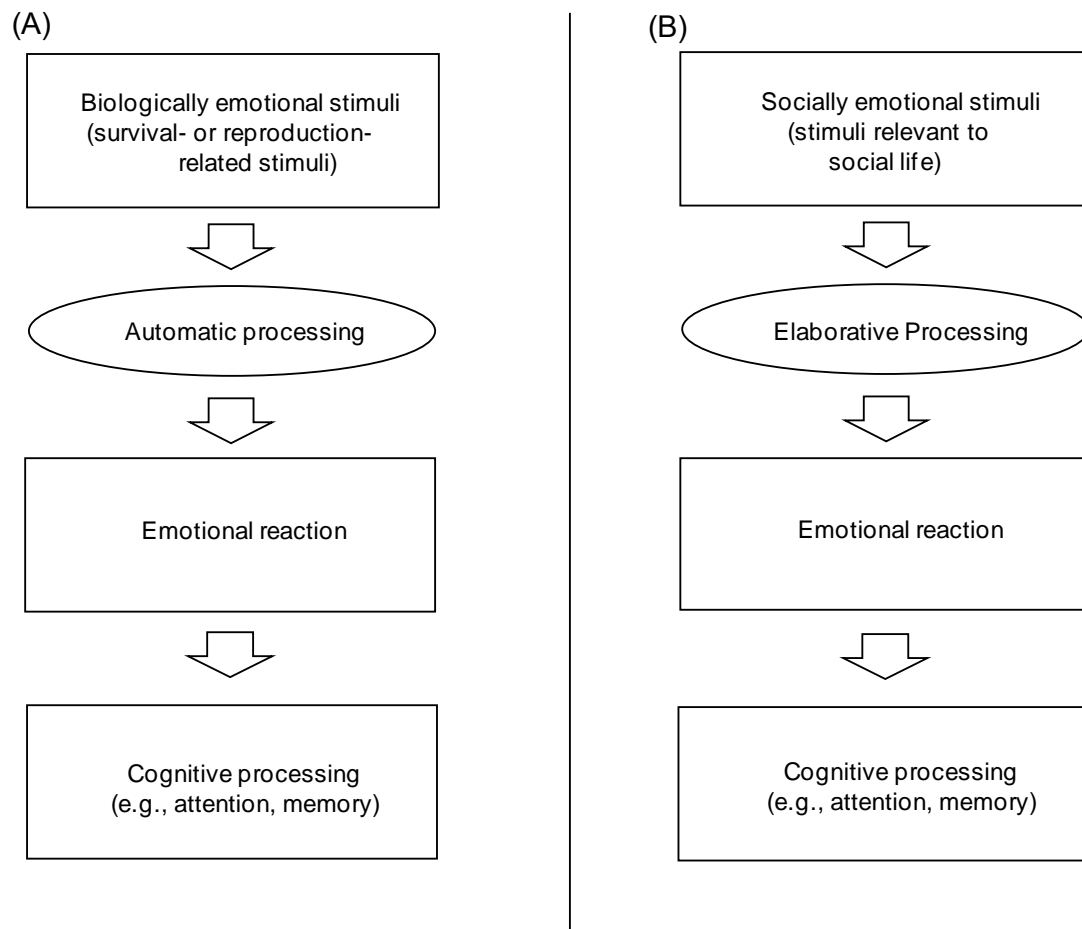 (A)
Biologically emotional stimuli
(survival- or reproduction-
related stimuli)
Automatic processing
Emotional reaction
Cognitive processing
(e.g., attention, memory)
(B)
Socially emotional stimuli
(stimuli relevant to
social life)
Elaborative Processing
Emotional reaction
Cognitive processing
(e.g., attention, memory)